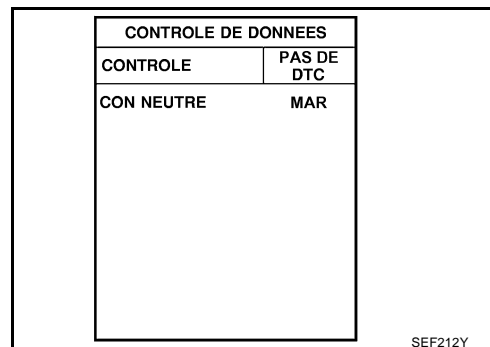 CONTROLE DE DONNEES
CONTROLE
PAS DE
DTC
CON NEUTRE MAR
SEF212Y